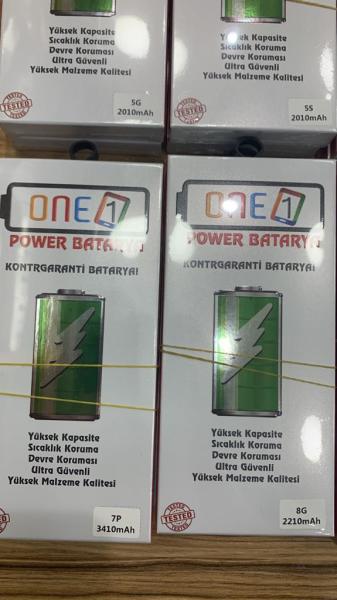 Yüksek Kapasite
Sıcaklık Koruma
Devre Koruması
Ultra Güvenli
Yüksek Malzeme Kalitesi
TESTED
5G
2010mAh
Yüksek Kapasite
Sıcaklık Koruma
Devre Koruması
Ultra Güvenli
Yüksek Malzeme Kalitesi
TESTED
5S
2010mAh
ONE 1
POWER BATARYA
KONTRGARANTİ BATARYAI
Yüksek Kapasite
Sıcaklık Koruma
Devre Koruması
Ultra Güvenli
Yüksek Malzeme Kalitesi
7P
3410mAh
ONE 1
POWER BATARYA
KONTRGARANTİ BATARYAI
Yüksek Kapasite
Sıcaklık Koruma
Devre Koruması
Ultra Güvenli
Yüksek Malzeme Kalitesi
TESTED
8G
2210mAh